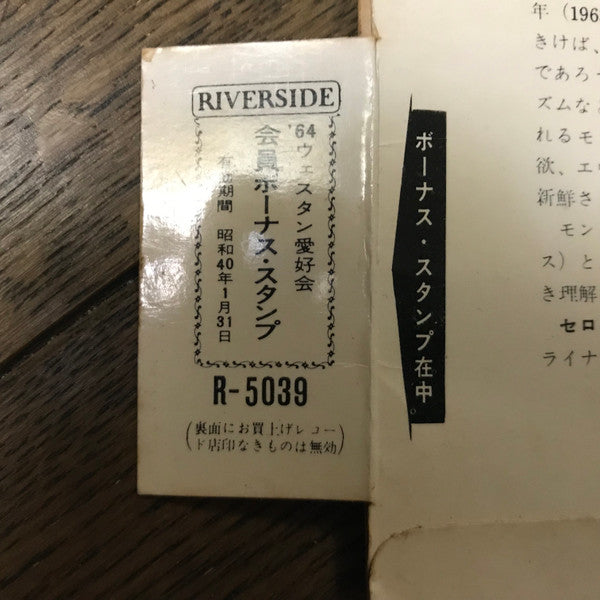 RIVERSIDE
'64 ウェスタン愛好会
会員ボーナス・スタンプ
有効期間 昭和40年1月31日
R-5039
(裏面にお買上げレコー
ド店印なきものは無効)
ボーナス・スタンプ在中
年(196
きけば、
であろ
ズムな
れるモ
欲、エ
新鮮さ
モン
ス)と
き理解
セロ
ライナ